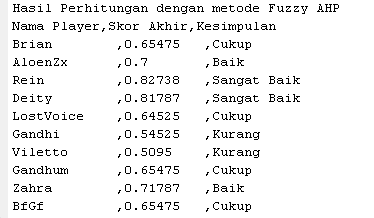 Hasil Perhitungan dengan metode Fuzzy AHP
Nama Player,Skor Akhir,Kesimpulan
Brian ,0.65475 ,Cukup
AloenZx ,0.7 ,Baik
Rein ,0.82738 ,Sangat Baik
Deity ,0.81787 ,Sangat Baik
LostVoice ,0.64525 ,Cukup
Gandhi ,0.54525 ,Kurang
Viletto ,0.5095 ,Kurang
Gandhum ,0.65475 ,Cukup
Zahra ,0.71787 ,Baik
BfGf ,0.65475 ,Cukup